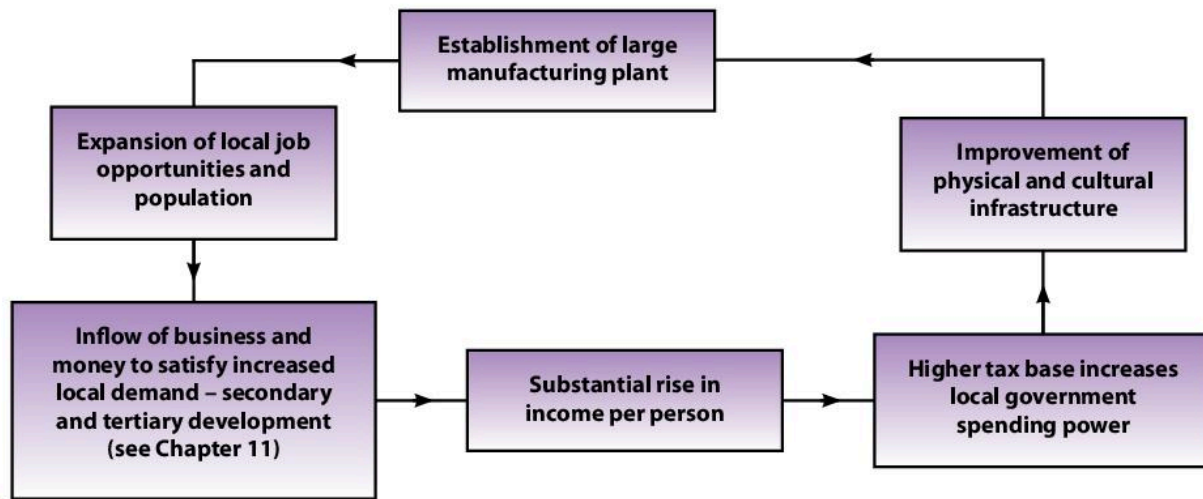 Establishment of large
manufacturing plant
Expansion of local job
opportunities and
population
Inflow of business and
money to satisfy increased
local demand – secondary
and tertiary development
(see Chapter 11)
Substantial rise in
income per person
Higher tax base increases
local government
spending power
Improvement of
physical and cultural
infrastructure